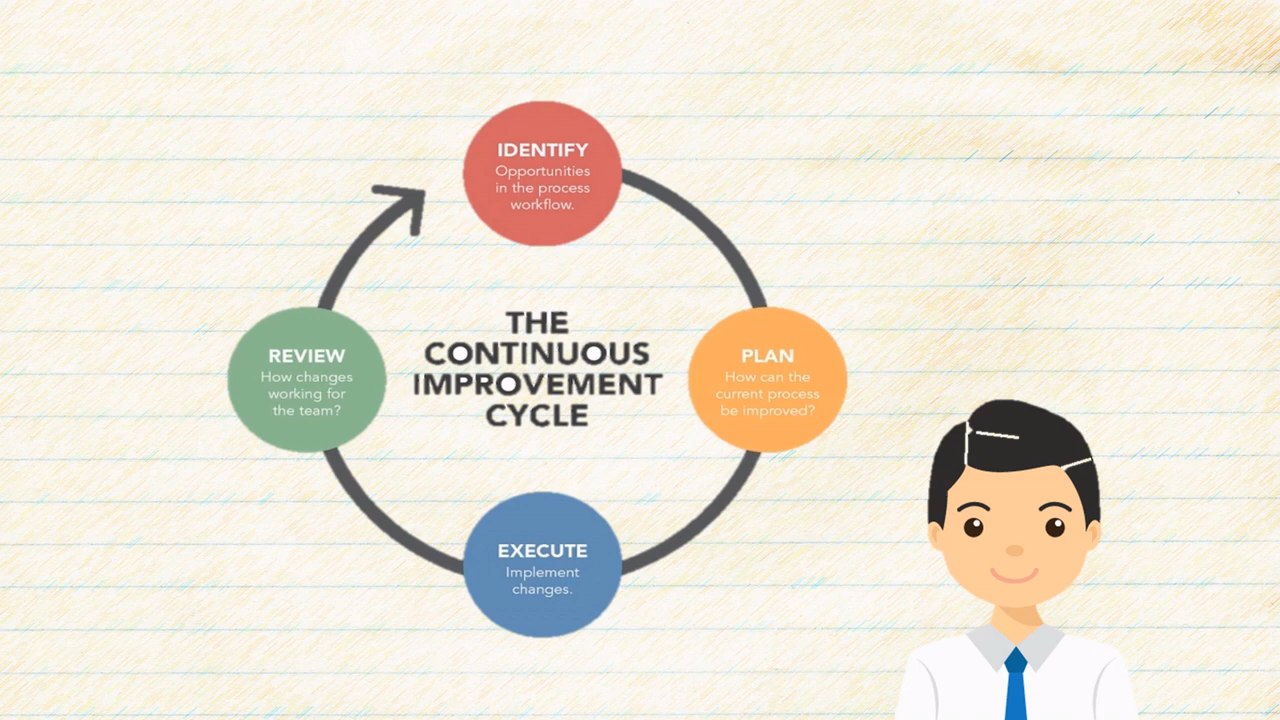 IDENTIFY
Opportunities
in the process
workflow.
THE
CONTINUOUS
IMPROVEMENT
CYCLE
PLAN
How can the
current process
be improved?
EXECUTE
Implement
changes.
REVIEW
How changes
working for
the team?